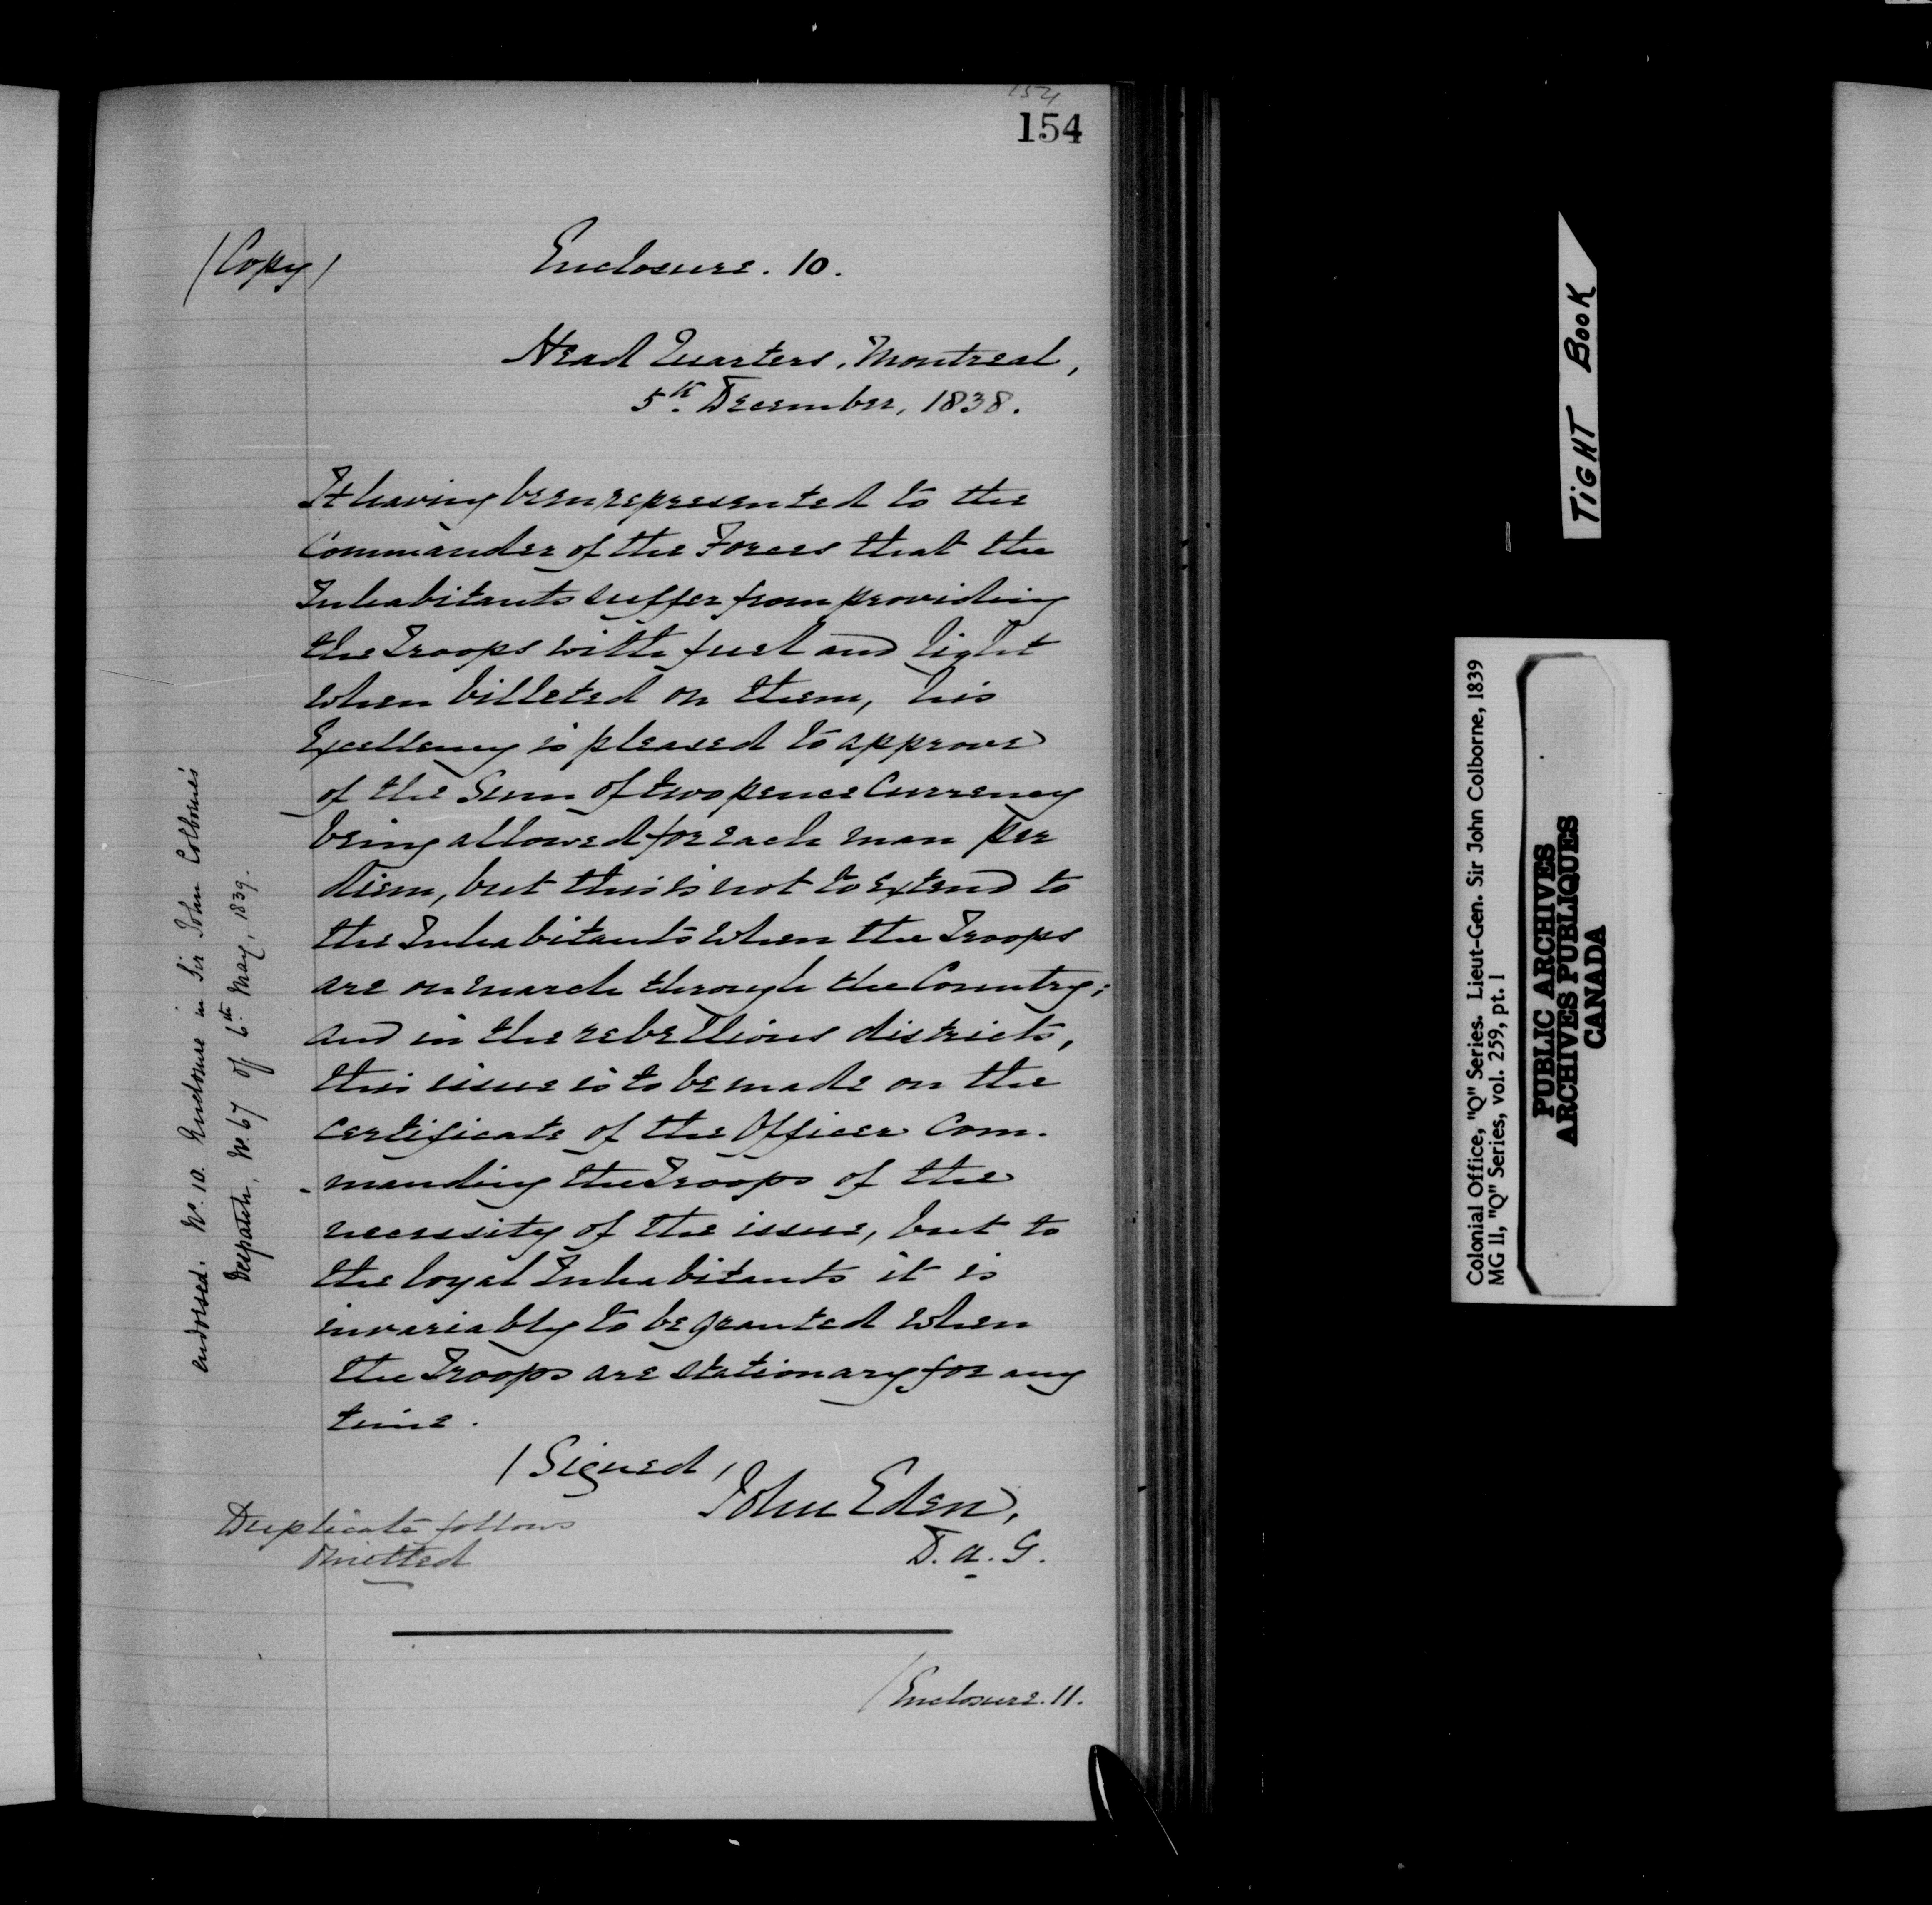 154
154
(Copy)
Enclosure. 10.
Head Quarters, Montreal,
5th December, 1838.
It having been represented to the
Commander of the Forces that the
Inhabitants suffer from providing
the Troops with fuel and light
when billeted on them, his
Excellency is pleased to approve
of the Sum of two pence Currency
being allowed for each man per
diem, but this is not to extend to
the Inhabitants when the Troops
are on march through the Country;
and in the rebellious districts,
this issue is to be made on the
certificate of the Officer Com-
-manding the Troops of the
necessity of the issue, but to
the loyal Inhabitants it is
invariably to be granted when
the Troops are stationary for any
time.
(Signed)
John Eden,
D. A. G.
Duplicate follows
Omitted
(Enclosure. 11.
endorsed. No. 10. Enclosure in Sir John Colborne's
Despatch, No. 67 of 6th May, 1839.
TIGHT BOOK
Colonial Office, "Q" Series. Lieut-Gen. Sir John Colborne, 1839
MG 11, "Q" Series, vol. 259, pt. 1
PUBLIC ARCHIVES
ARCHIVES PUBLIQUES
CANADA